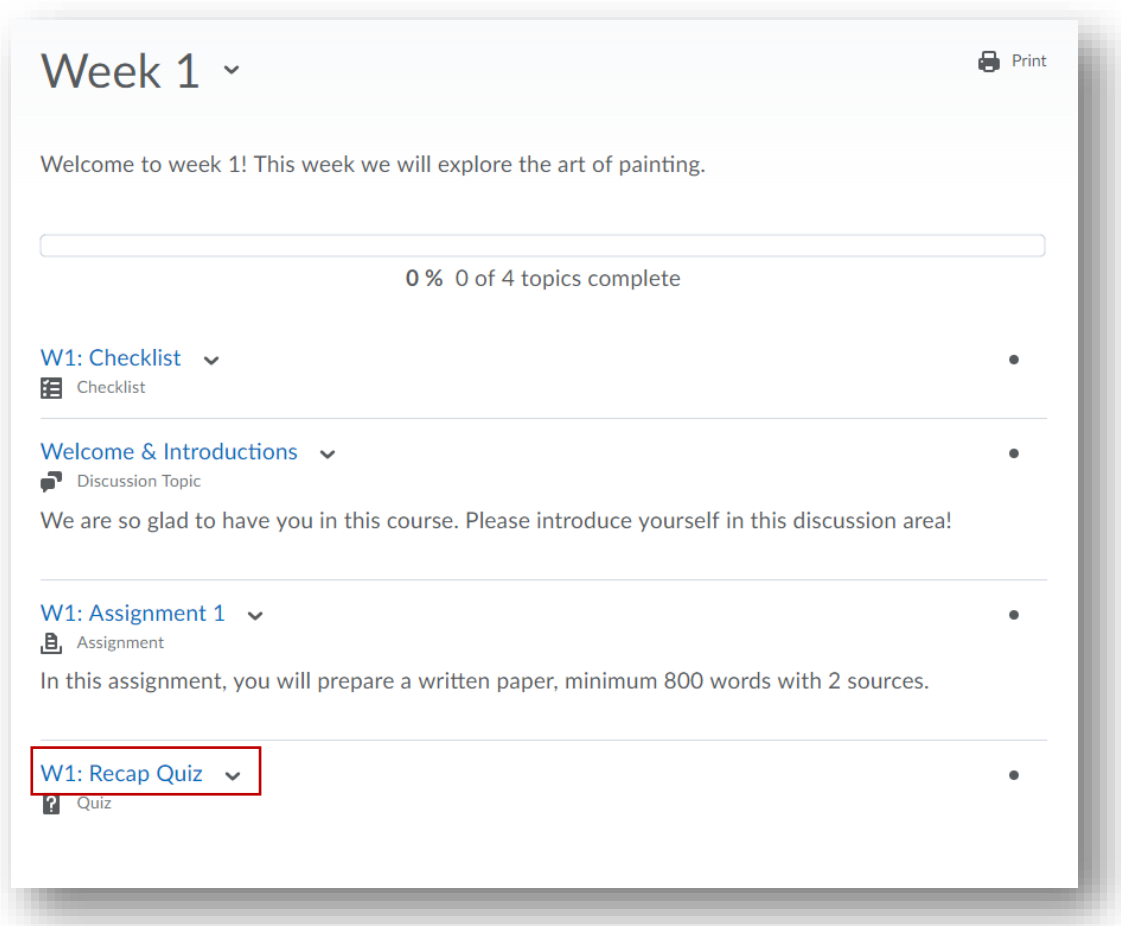 Week 1
Print
Welcome to week 1! This week we will explore the art of painting.
0 % 0 of 4 topics complete
W1: Checklist
Checklist
Welcome & Introductions
Discussion Topic
We are so glad to have you in this course. Please introduce yourself in this discussion area!
W1: Assignment 1
Assignment
In this assignment, you will prepare a written paper, minimum 800 words with 2 sources.
W1: Recap Quiz
Quiz